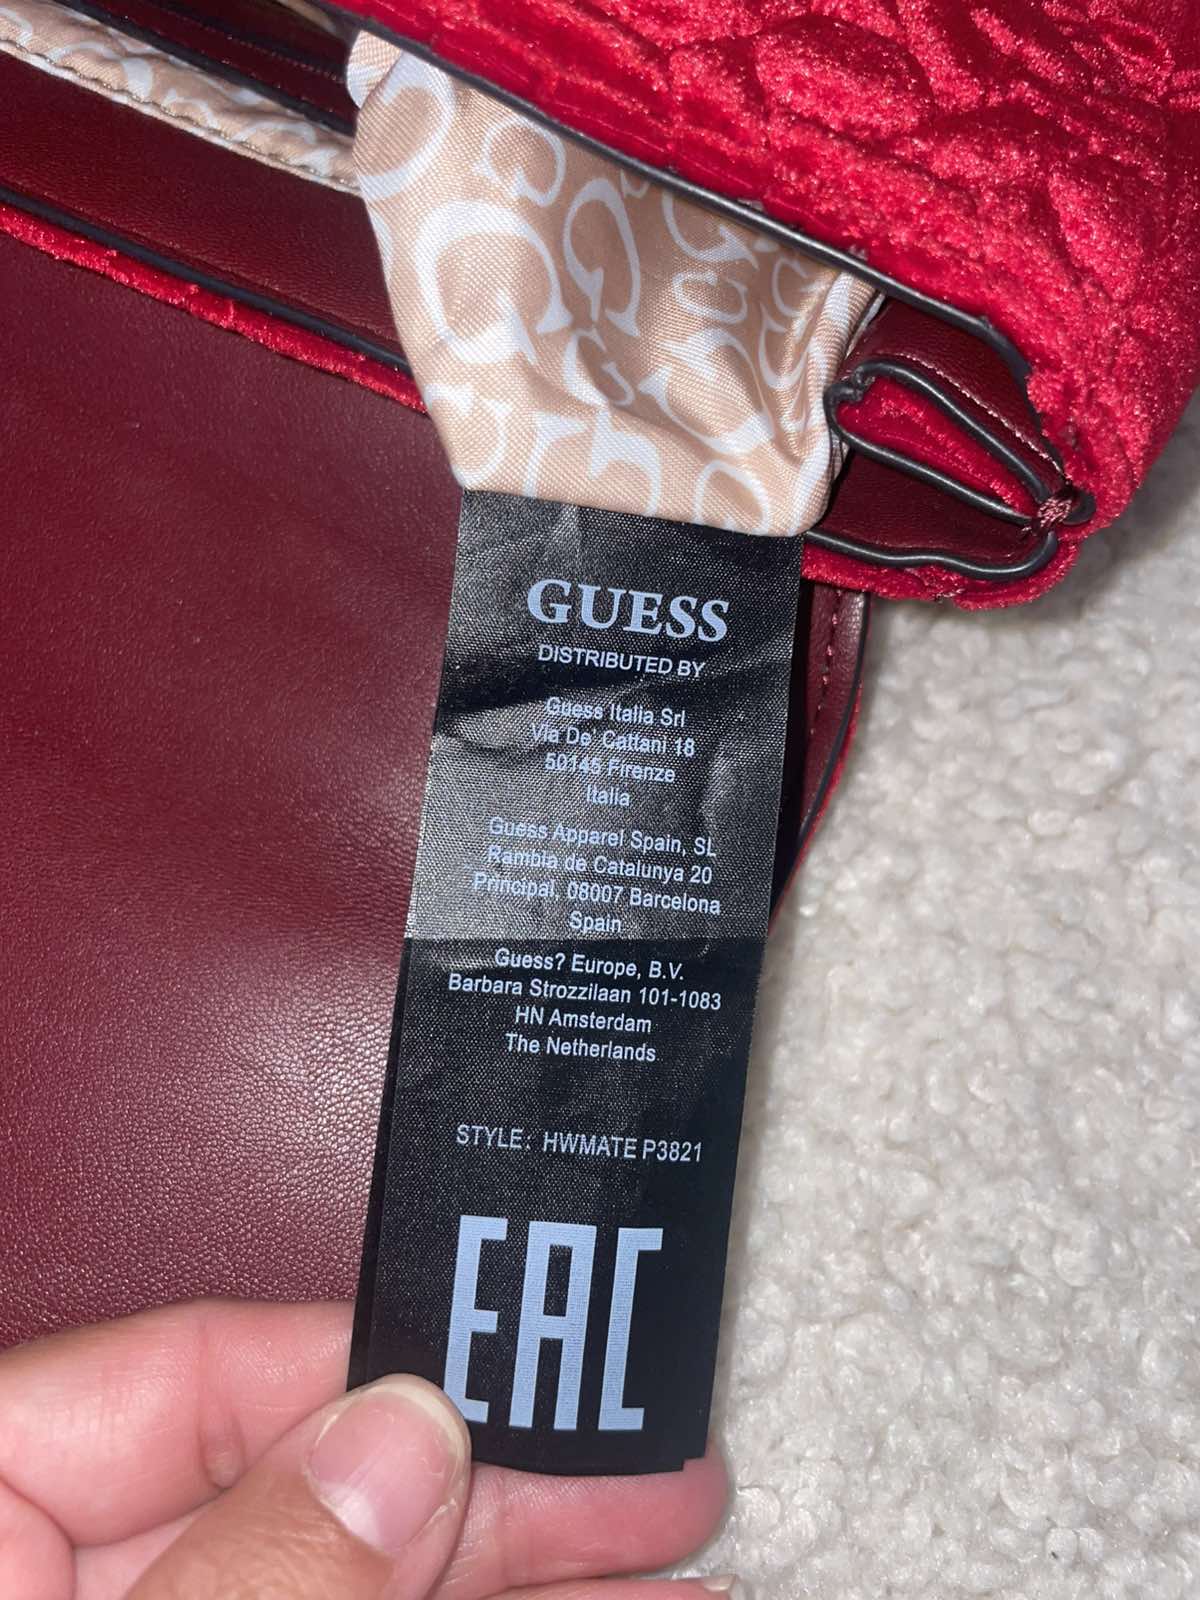 GUESS
DISTRIBUTED BY
Guess Italia Srl
Via De' Cattani 18
50145 Firenze
Italia
Guess Apparel Spain, SL
Rambla de Catalunya 20
Principal, 08007 Barcelona
Spain
Guess? Europe, B.V.
Barbara Strozzilaan 101-1083
HN Amsterdam
The Netherlands
STYLE: HWMATE P3821
EAC